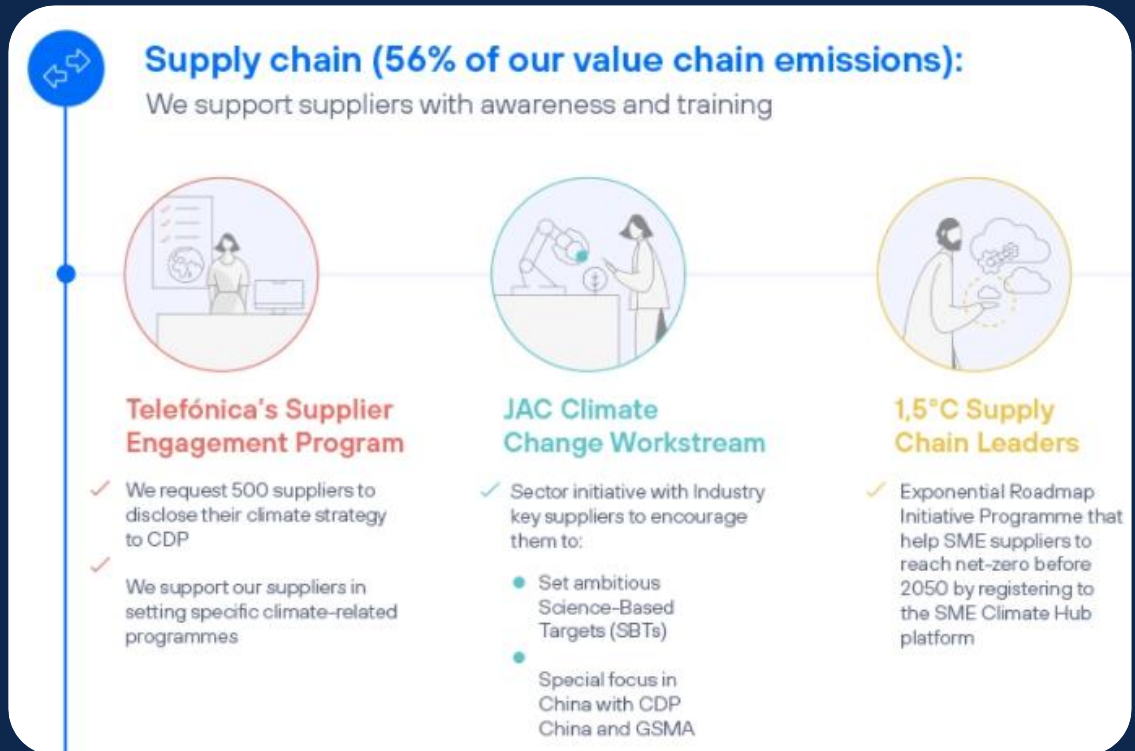 Supply chain (56% of our value chain emissions):
We support suppliers with awareness and training
Telefónica's Supplier
Engagement Program
We request 500 suppliers to
disclose their climate strategy
to CDP
We support our suppliers in
setting specific climate-related
programmes
JAC Climate
Change Workstream
Sector initiative with Industry
key suppliers to encourage
them to:
Set ambitious
Science-Based
Targets (SBTs)
Special focus in
China with CDP
China and GSMA
1,5°C Supply
Chain Leaders
Exponential Roadmap
Initiative Programme that
help SME suppliers to
reach net-zero before
2050 by registering to
the SME Climate Hub
platform